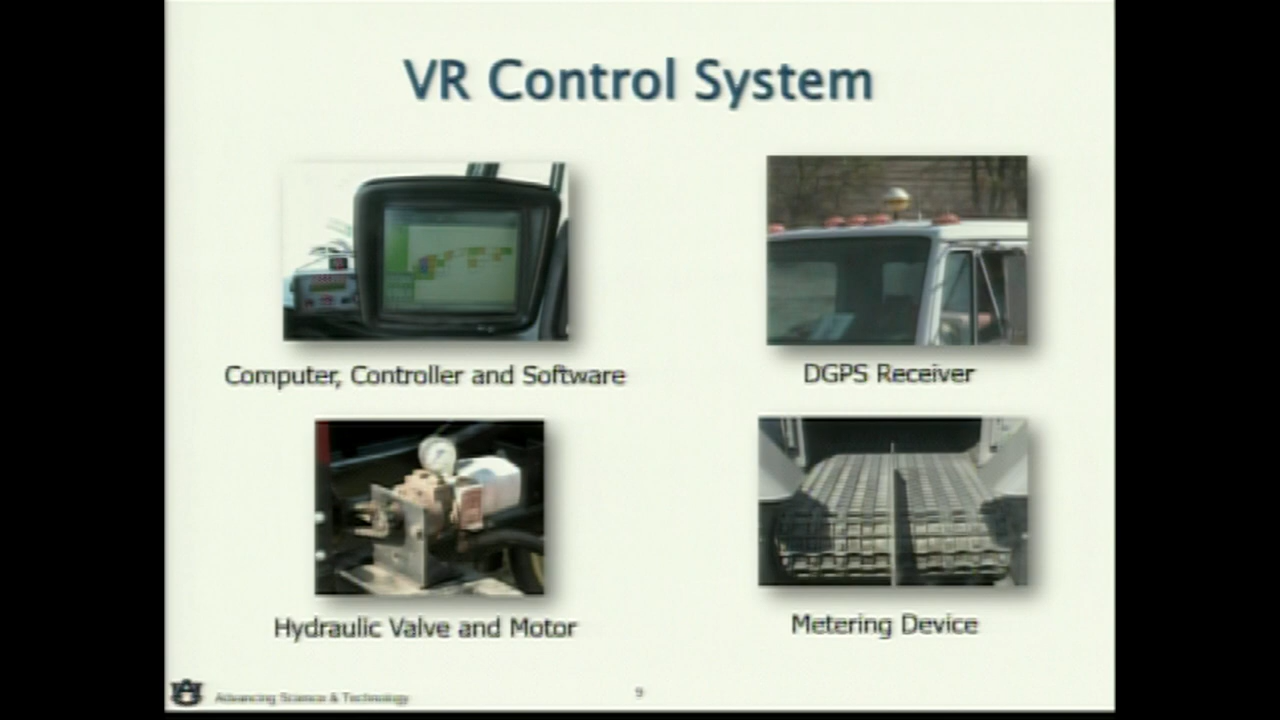 VR Control System
Computer, Controller and Software
DGPS Receiver
Hydraulic Valve and Motor
Metering Device
Advancing Science & Technology
9